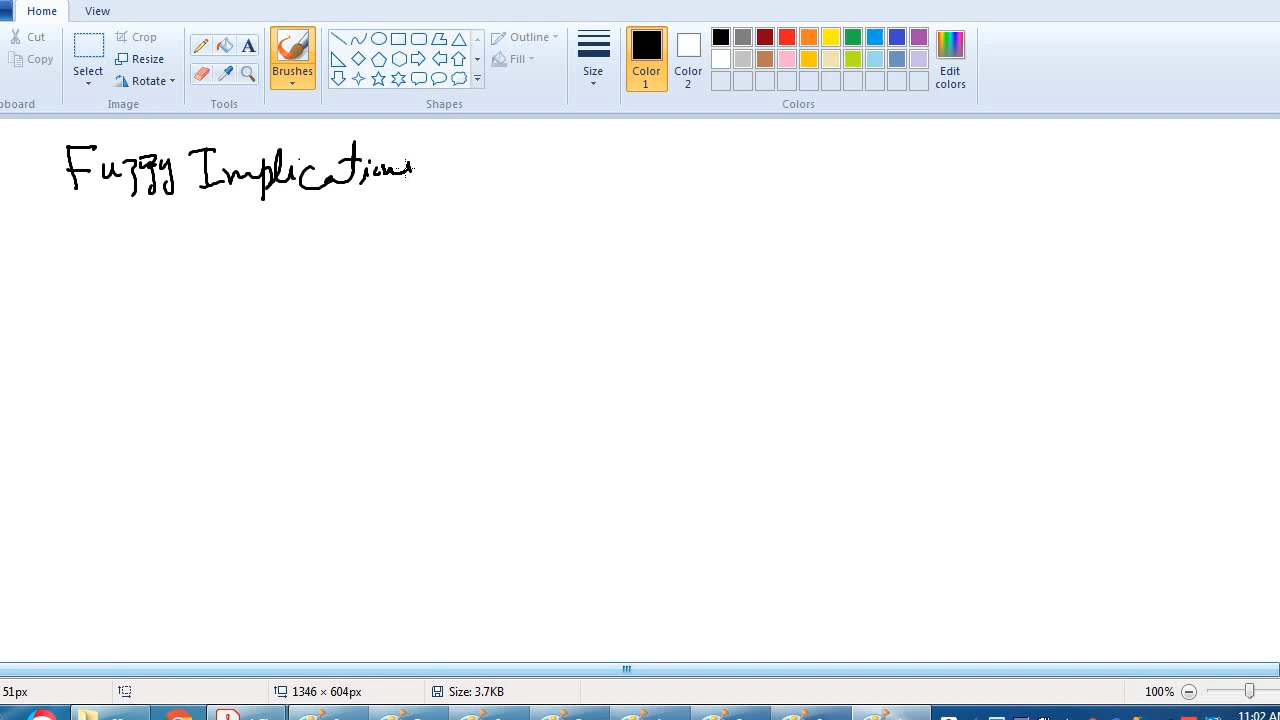 Home View
Cut Crop Outline
Copy Select Resize A Brushes Fill Size Color 1 Color 2 Edit colors
Rotate
Image Tools Shapes Colors
Fuzzy Implications
51px 1346 × 604px Size: 3.7KB 100%